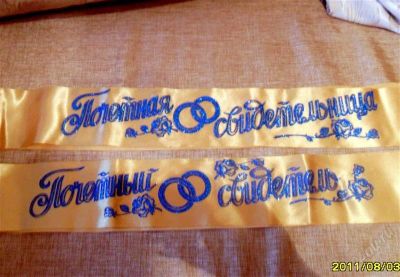 Почетная свидетельница
Почетный свидетель
2011/08/03